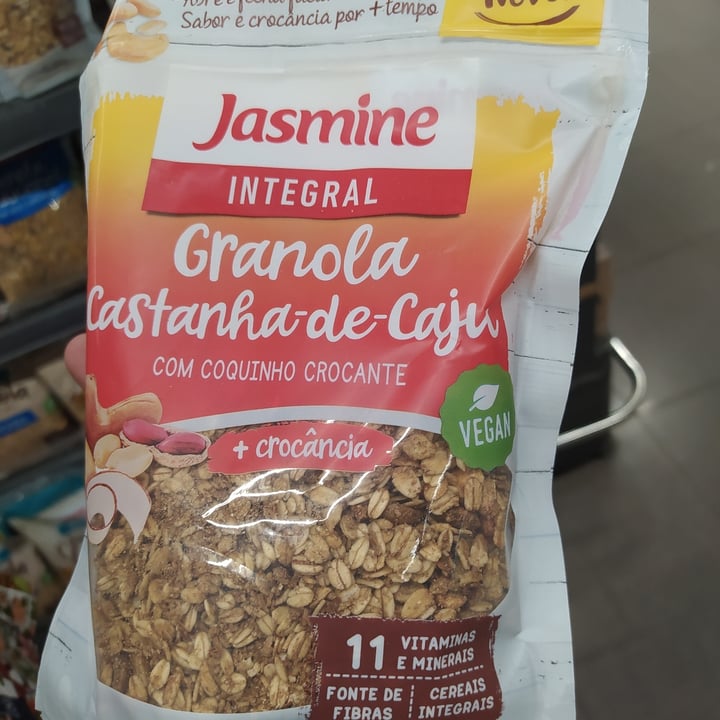 Sabor e crocância por + tempo
Jasmine
INTEGRAL
Granola
Castanha-de-Caju
COM COQUINHO CROCANTE
VEGAN
+ crocância
11 VITAMINAS
E MINERAIS
FONTE DE
FIBRAS
CEREAIS
INTEGRAIS